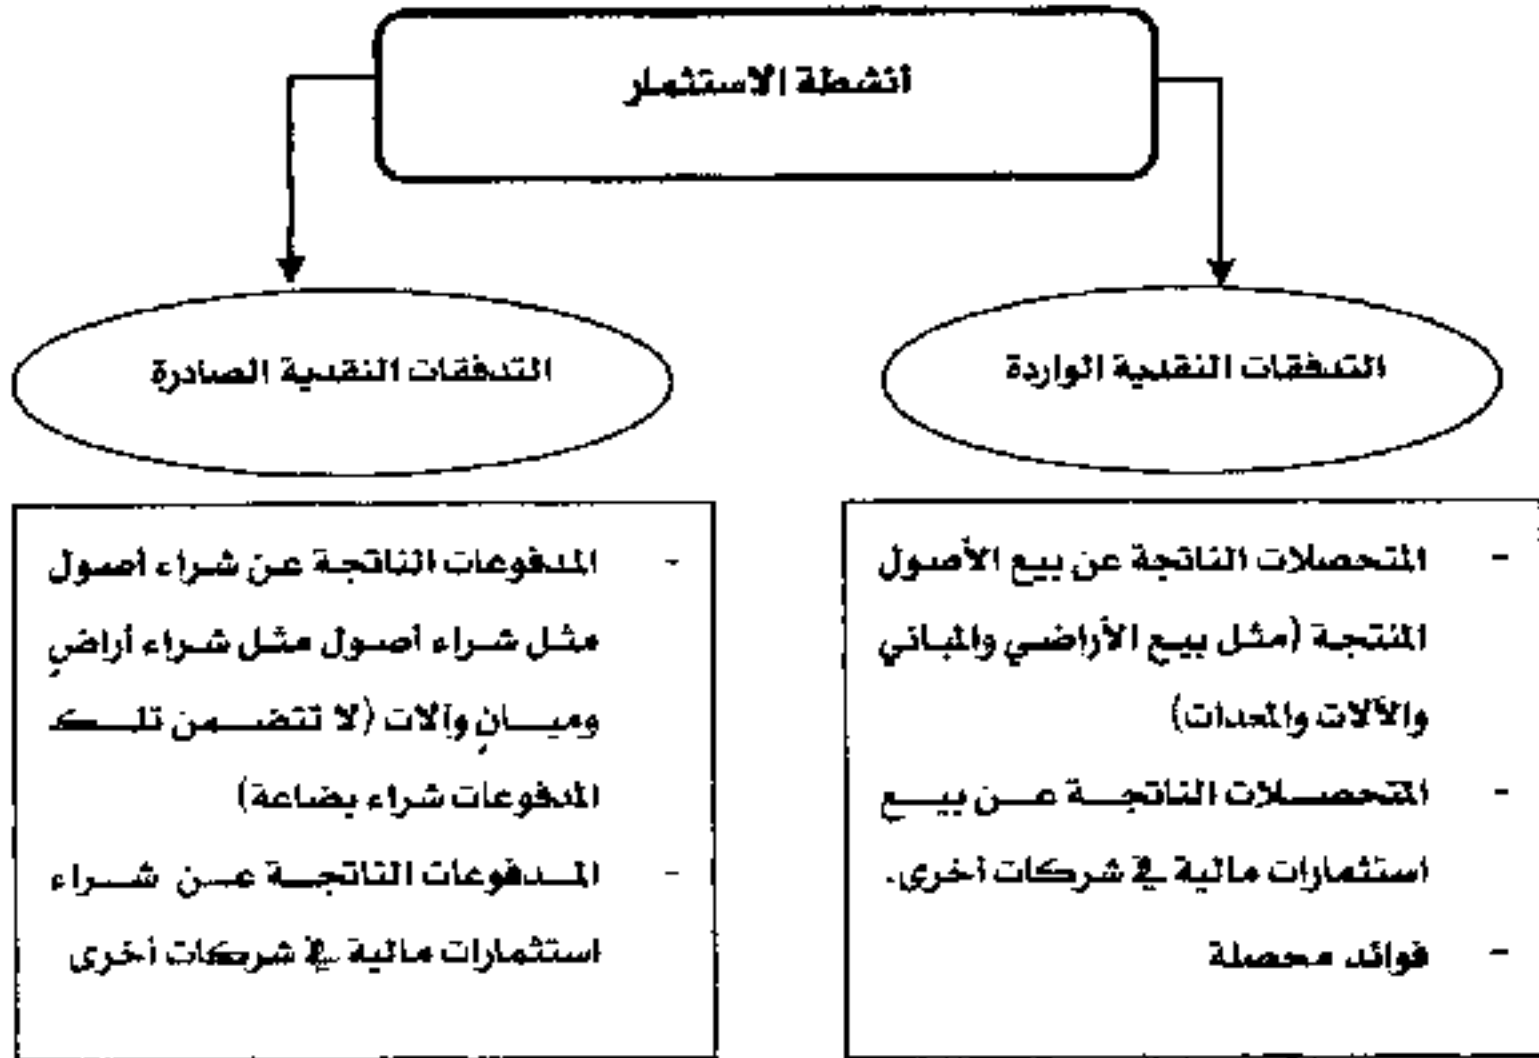 أنشطة الاستثمار
التدفقات النقدية الواردة
التدفقات النقدية الصادرة
- المتحصلات الناتجة عن بيع الأصول
المنتجة (مثل بيع الأراضي والمباني
والآلات والمعدات)
- المتحصلات الناتجة عن بيع
استثمارات مالية في شركات أخرى.
- فوائد محصلة
- المدفوعات الناتجة عن شراء أصول
مثل شراء أصول مثل شراء أراضٍ
ومبانٍ وآلات (لا تتضمن تلك
المدفوعات شراء بضاعة)
- المدفوعات الناتجة عن شراء
استثمارات مالية في شركات أخرى